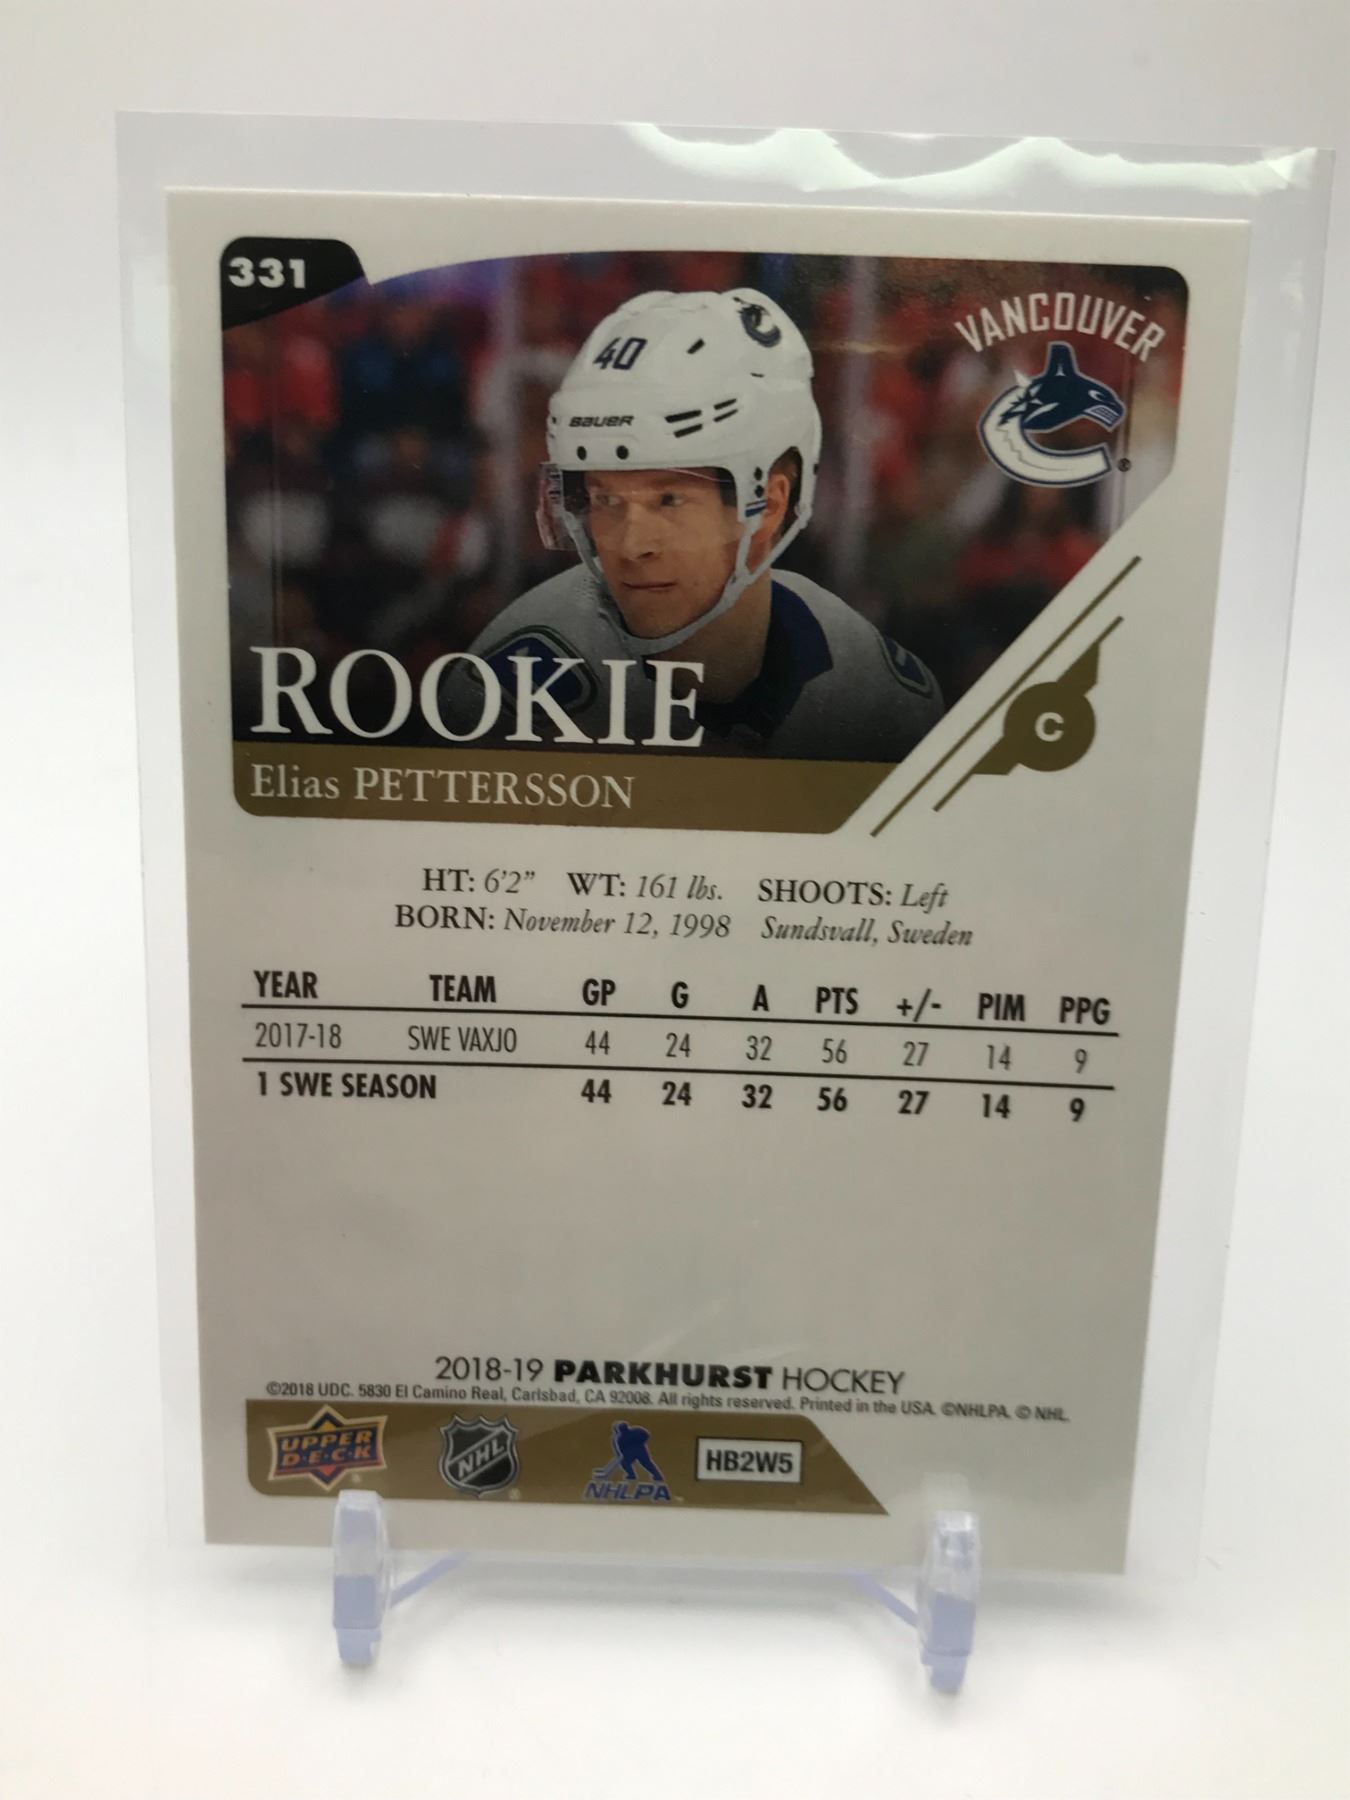 331
VANCOUVER
40
BAUER
ROOKIE
Elias PETTERSSON
C
HT: 6'2" WT: 161 lbs. SHOOTS: Left
BORN: November 12, 1998 Sundsvall, Sweden
YEAR TEAM GP G A PTS +/- PIM PPG
2017-18 SWE VAXJO 44 24 32 56 27 14 9
1 SWE SEASON 44 24 32 56 27 14 9
2018-19 PARKHURST HOCKEY
©2018 UDC. 5830 El Camino Real, Carlsbad, CA 92008. All rights reserved. Printed in the USA. ©NHLPA. © NHL.
UPPER
D·E·C·K
NHL
NHLPA
HB2W5